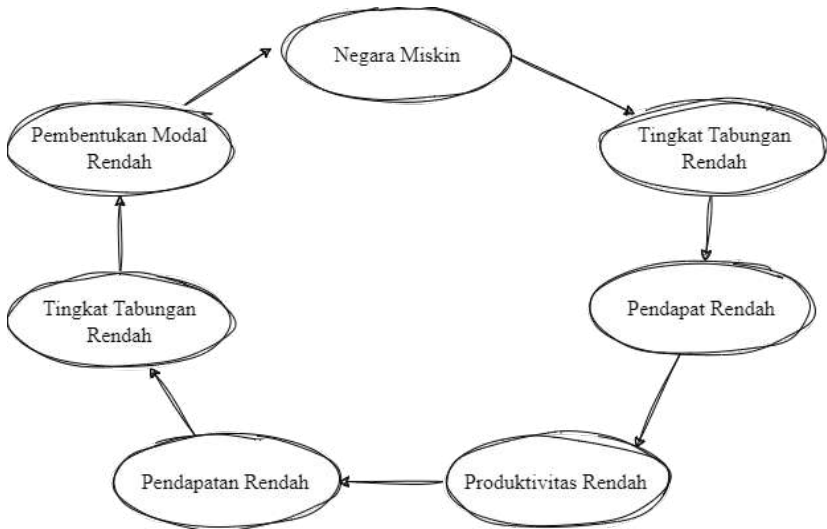 Negara Miskin
Tingkat Tabungan
Rendah
Pendapat Rendah
Produktivitas Rendah
Pendapatan Rendah
Tingkat Tabungan
Rendah
Pembentukan Modal
Rendah